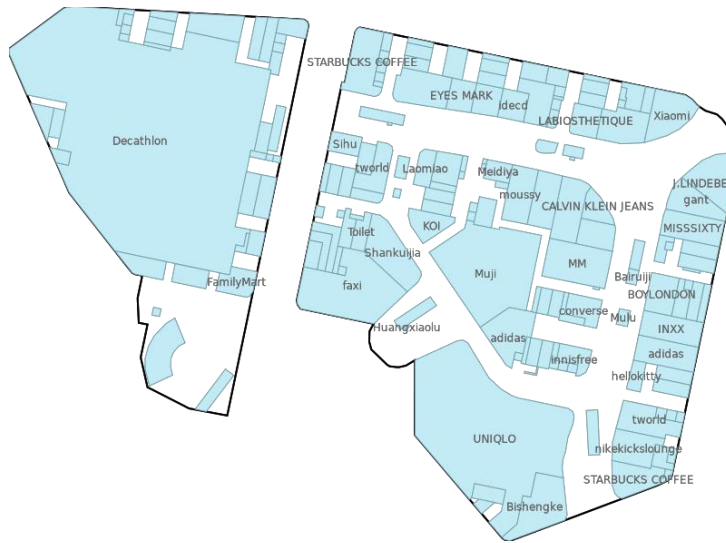 STARBUCKS COFFEE
EYES MARK
idecd
LABIOSTHETIQUE
Xiaomi
Decathlon
Sihu
tworld
Laomiao
Meidiya
moussy
CALVIN KLEIN JEANS
J.LINDEBE
gant
MISSSIXTY
KOI
Toilet
Shankuijia
Muji
MM
Bairuiji
FamilyMart
faxi
BOYLONDON
Huangxiaolu
converse
Mulu
INXX
adidas
innisfree
adidas
hellokitty
tworld
UNIQLO
nikekickslounge
STARBUCKS COFFEE
Bishengke